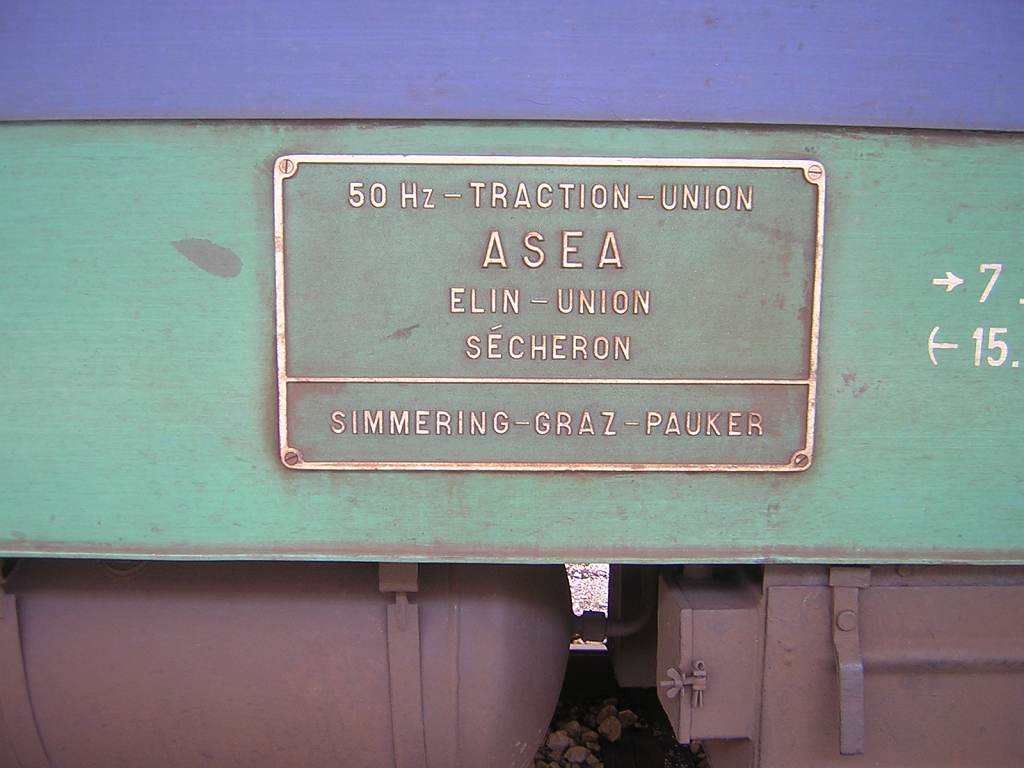 50 Hz – TRACTION – UNION
ASEA
ELIN – UNION
SÉCHERON
SIMMERING – GRAZ – PAUKER
→ 7 .
(← 15.